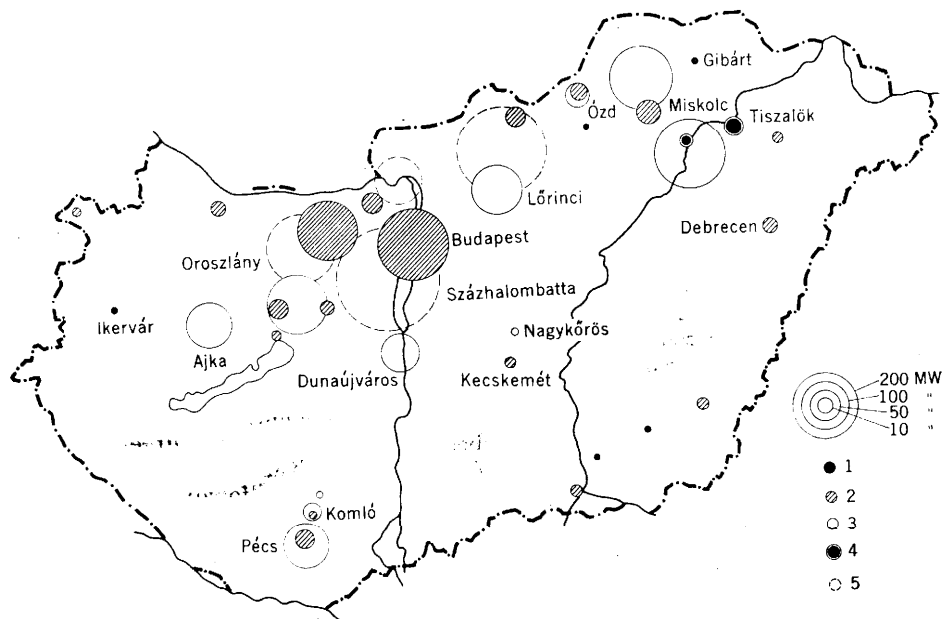 Gibárt
Ózd
Miskolc
Tiszalök
Lőrinci
Debrecen
Budapest
Oroszlány
Százhalombatta
Ikervár
Ajka
Nagykőrös
Dunaújváros
Kecskemét
200 MW
100 "
50 "
10 "
1
2
3
4
5
Komló
Pécs